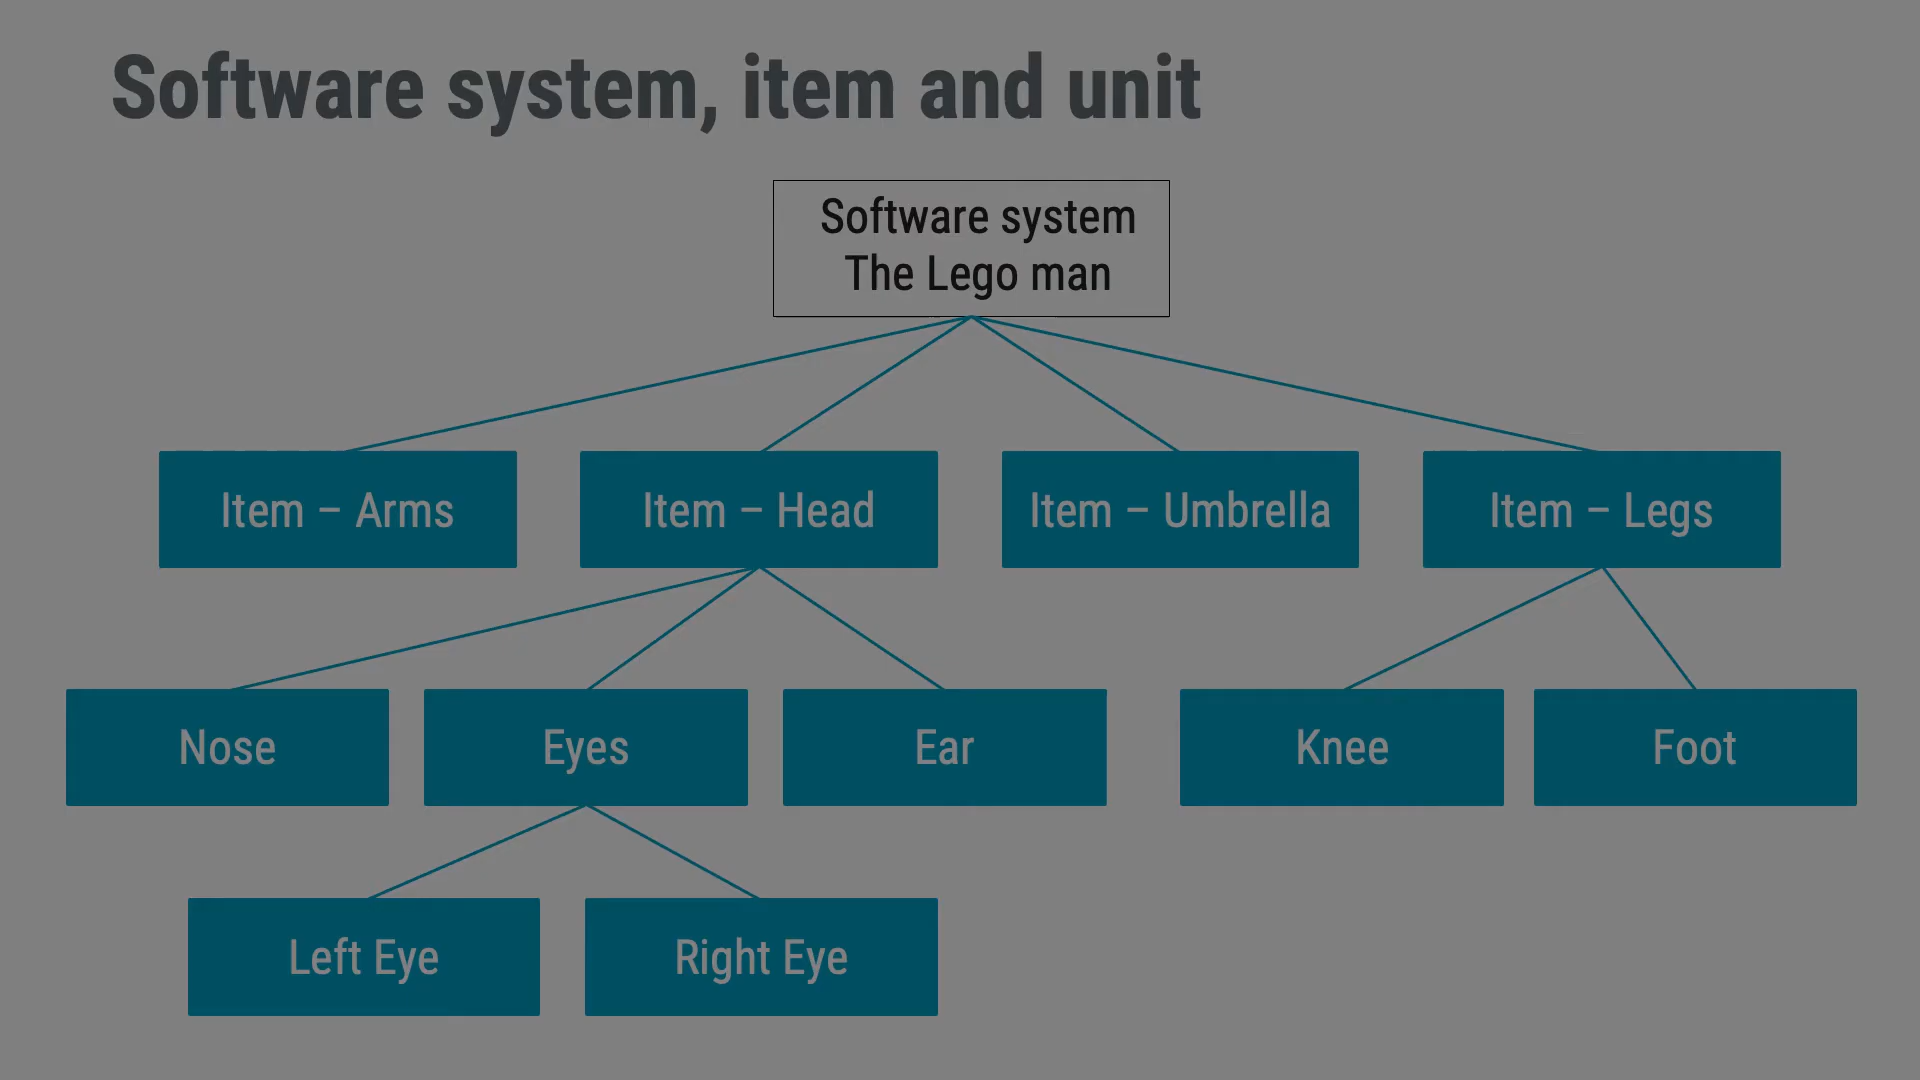 Software system, item and unit
Software system
The Lego man
Item – Arms
Item – Head
Item – Umbrella
Item – Legs
Nose
Eyes
Ear
Knee
Foot
Left Eye
Right Eye